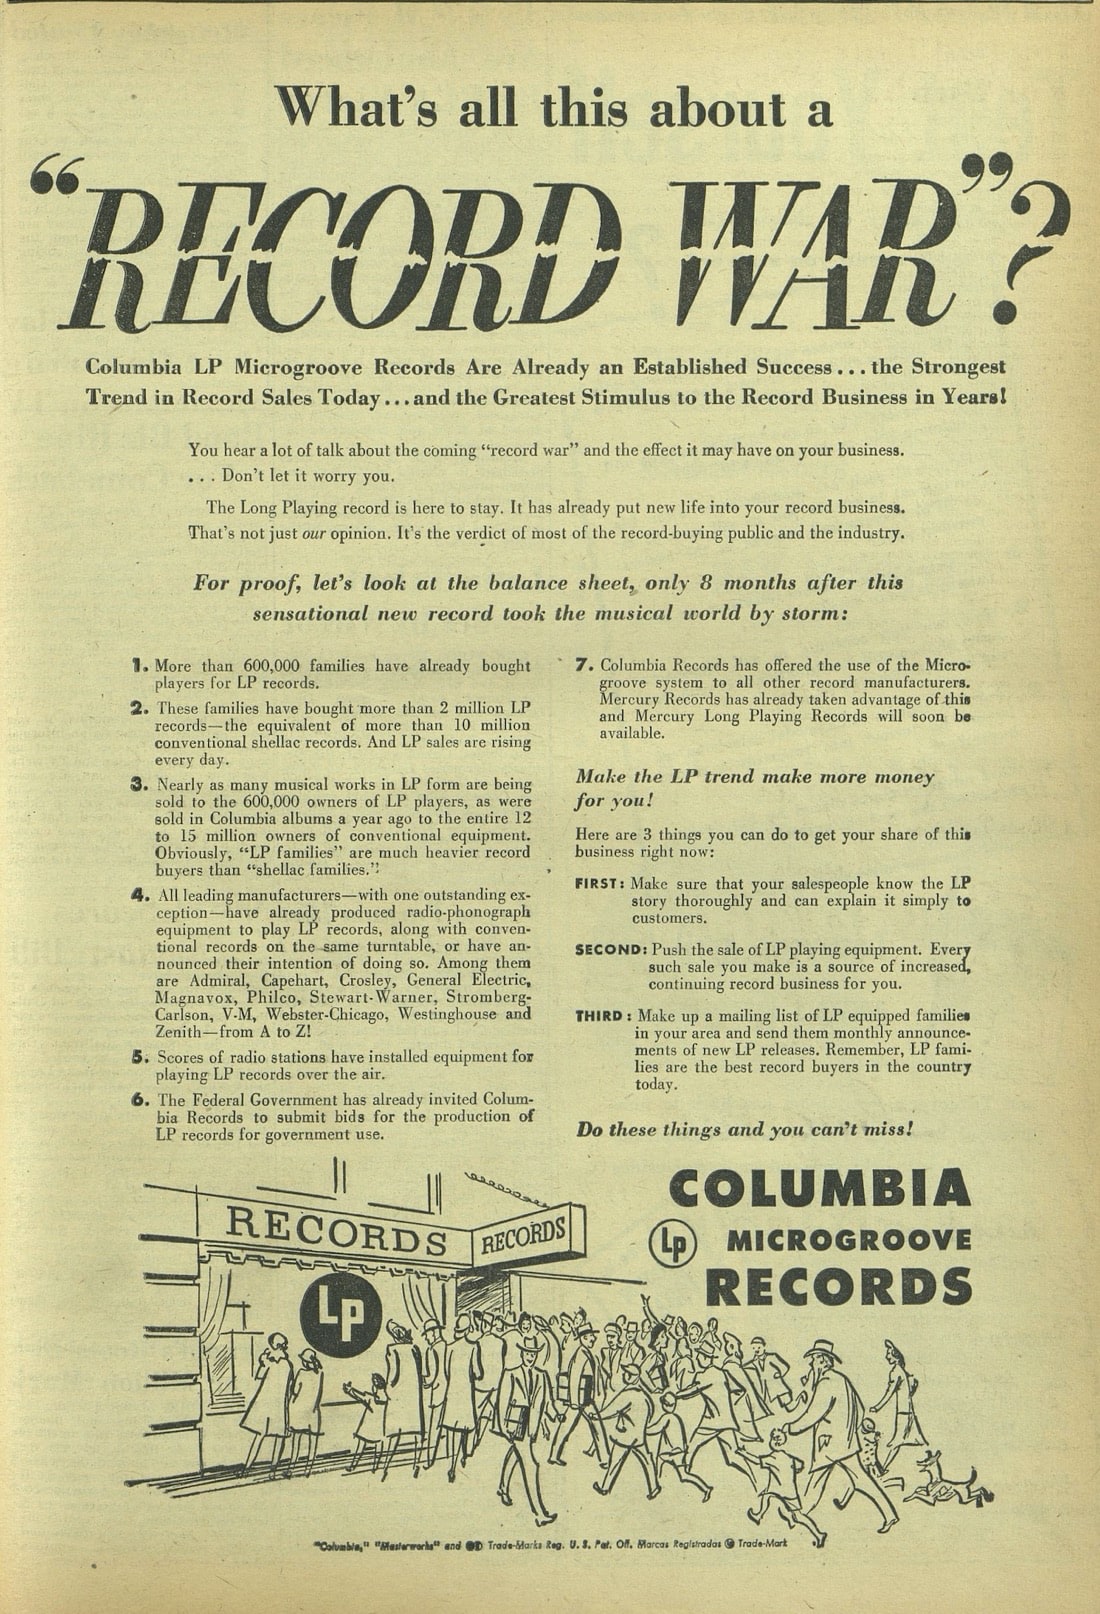 What's all this about a
"RECORD WAR"?
Columbia LP Microgroove Records Are Already an Established Success...the Strongest
Trend in Record Sales Today...and the Greatest Stimulus to the Record Business in Years!
You hear a lot of talk about the coming "record war" and the effect it may have on your business.
. . . Don't let it worry you.
The Long Playing record is here to stay. It has already put new life into your record business.
That's not just our opinion. It's the verdict of most of the record-buying public and the industry.
For proof, let's look at the balance sheet, only 8 months after this
sensational new record took the musical world by storm:
1. More than 600,000 families have already bought
players for LP records.
2. These families have bought more than 2 million LP
records—the equivalent of more than 10 million
conventional shellac records. And LP sales are rising
every day.
3. Nearly as many musical works in LP form are being
sold to the 600,000 owners of LP players, as were
sold in Columbia albums a year ago to the entire 12
to 15 million owners of conventional equipment.
Obviously, "LP families" are much heavier record
buyers than "shellac families."
4. All leading manufacturers—with one outstanding ex-
ception—have already produced radio-phonograph
equipment to play LP records, along with conven-
tional records on the same turntable, or have an-
nounced their intention of doing so. Among them
are Admiral, Capehart, Crosley, General Electric,
Magnavox, Philco, Stewart-Warner, Stromberg-
Carlson, V-M, Webster-Chicago, Westinghouse and
Zenith—from A to Z!
5. Scores of radio stations have installed equipment for
playing LP records over the air.
6. The Federal Government has already invited Colum-
bia Records to submit bids for the production of
LP records for government use.
7. Columbia Records has offered the use of the Micro-
groove system to all other record manufacturers.
Mercury Records has already taken advantage of this
and Mercury Long Playing Records will soon be
available.
Make the LP trend make more money
for you!
Here are 3 things you can do to get your share of this
business right now:
FIRST: Make sure that your salespeople know the LP
story thoroughly and can explain it simply to
customers.
SECOND: Push the sale of LP playing equipment. Every
such sale you make is a source of increased,
continuing record business for you.
THIRD: Make up a mailing list of LP equipped families
in your area and send them monthly announce-
ments of new LP releases. Remember, LP fami-
lies are the best record buyers in the country
today.
Do these things and you can't miss!
RECORDS
RECORDS
Lp
COLUMBIA
Lp MICROGROOVE
RECORDS
"Columbia," "Masterworks" and Trade-Marks Reg. U. S. Pat. Off. Marcas Registradas Trade-Mark